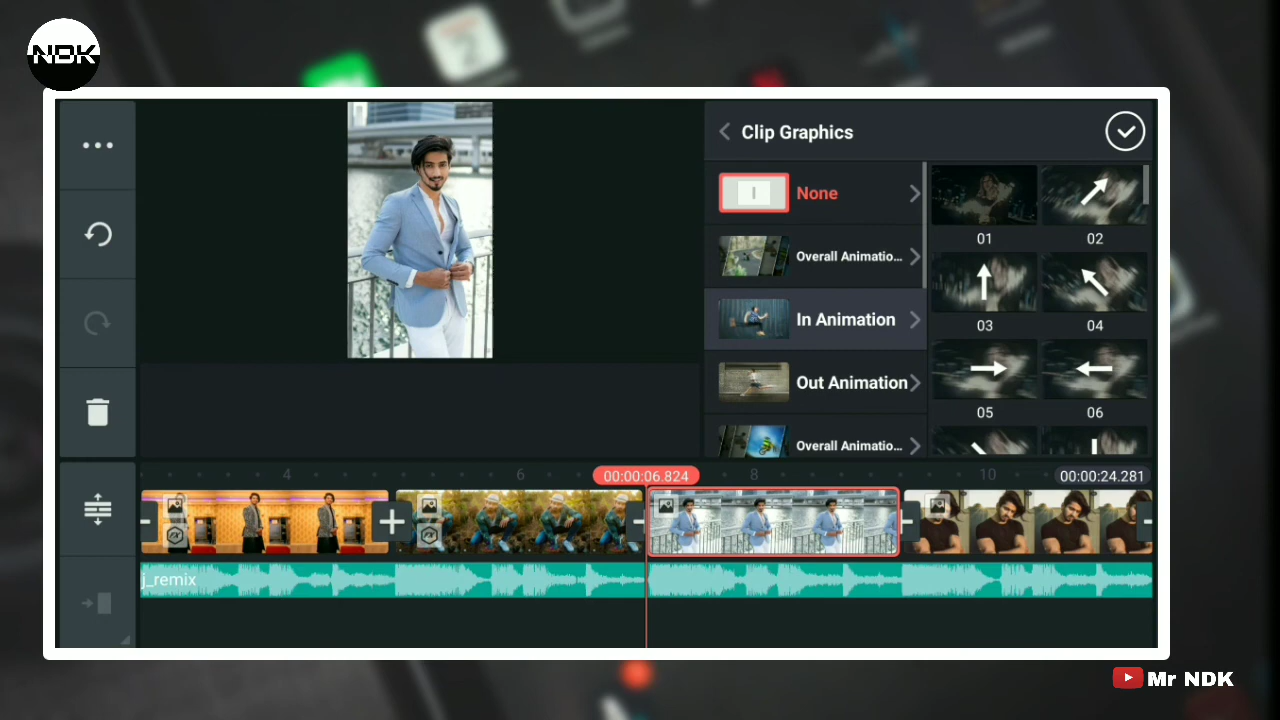 NDK
Clip Graphics
None
Overall Animatio...
01
02
In Animation
03
04
Out Animation
05
06
Overall Animatio...
4
6
00:00:06.824
8
10
00:00:24.281
j_remix
Mr NDK